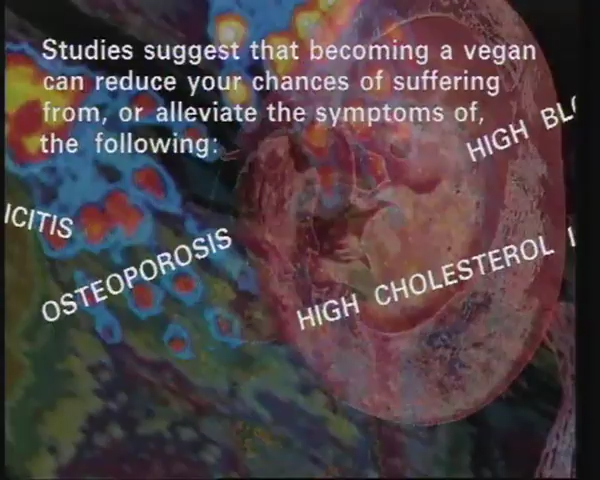 Studies suggest that becoming a vegan
can reduce your chances of suffering
from, or alleviate the symptoms of,
the following:
HIGH
OSTEOPOROSIS
HIGH CHOLESTEROL